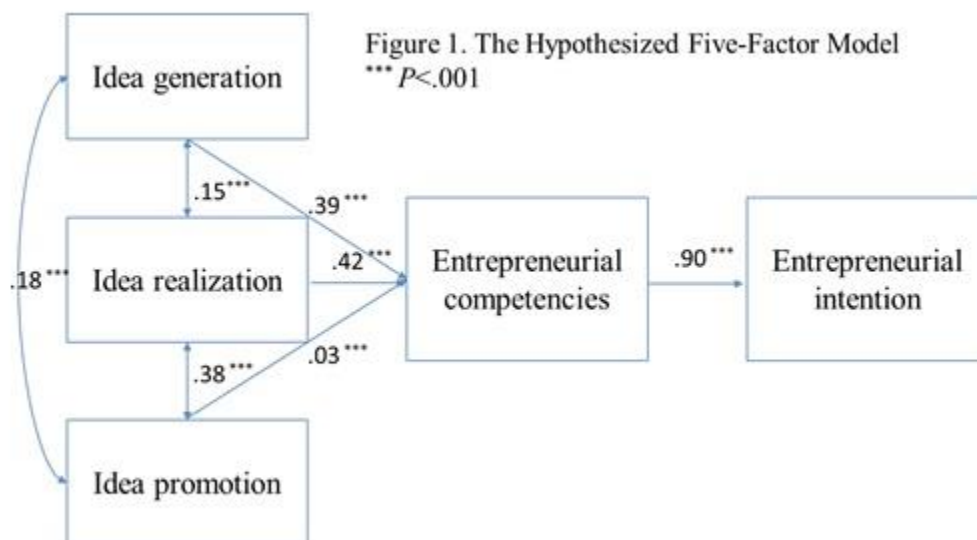 Figure 1. The Hypothesized Five-Factor Model
*** P<.001
Idea generation
.15***
.39***
.18***
Idea realization
.42***
Entrepreneurial
competencies
.90***
Entrepreneurial
intention
.38***
.03***
Idea promotion